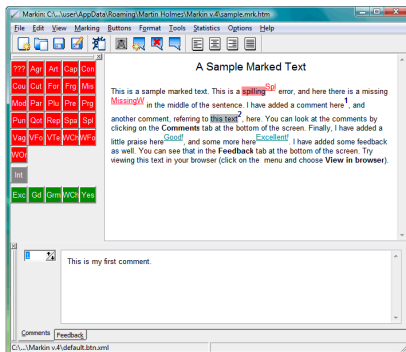 Markin: C:\...\user\AppData\Roaming\Martin Holmes\Markin v.4\sample.mrk.htm
File Edit View Marking Buttons Format Tools Statistics Options Help
??? Agr Art Cap Con
Cou Cut For Frg Mis
Mod Par Plu Pre Prg
Pun Qot Rep Spa Spl
Vag VFo VTe WCh WFo
WOr
Int
Exc Gd Grm WCh Yes
A Sample Marked Text
This is a sample marked text. This is a spilling Spl error, and here there is a missing
MissingW in the middle of the sentence. I have added a comment here1, and
another comment, referring to this text2, here. You can look at the comments by
clicking on the Comments tab at the bottom of the screen. Finally, I have added a
little praise here Good!, and some more here Excellent!. I have added some feedback
as well. You can see that in the Feedback tab at the bottom of the screen. Try
viewing this text in your browser (click on the menu and choose View in browser).
1
This is my first comment.
Comments Feedback
C:\...\Markin v.4\default.btn.xml